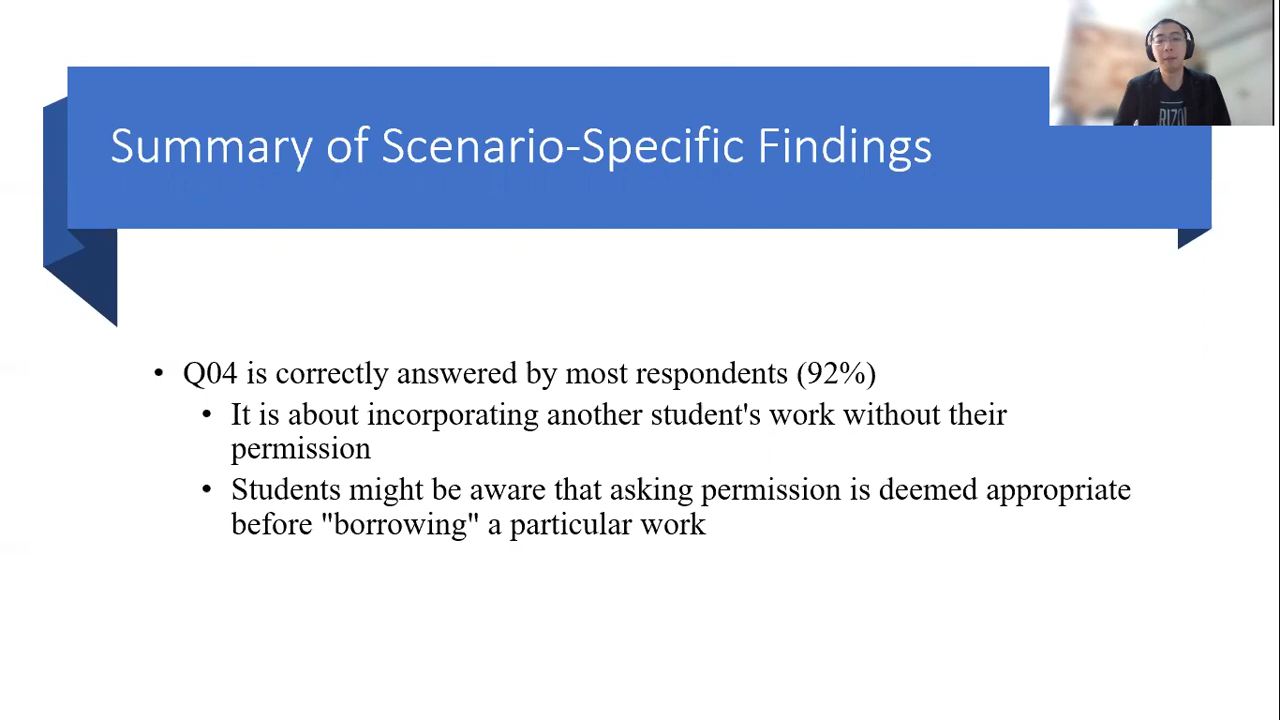 Summary of Scenario-Specific Findings
• Q04 is correctly answered by most respondents (92%)
• It is about incorporating another student's work without their
permission
• Students might be aware that asking permission is deemed appropriate
before "borrowing" a particular work